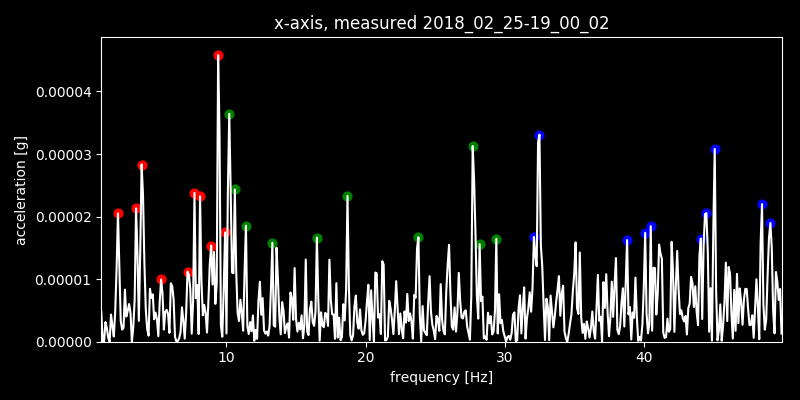 x-axis, measured 2018_02_25-19_00_02
0.00004
0.00003
0.00002
0.00001
0.00000
acceleration [g]
10 20 30 40
frequency [Hz]